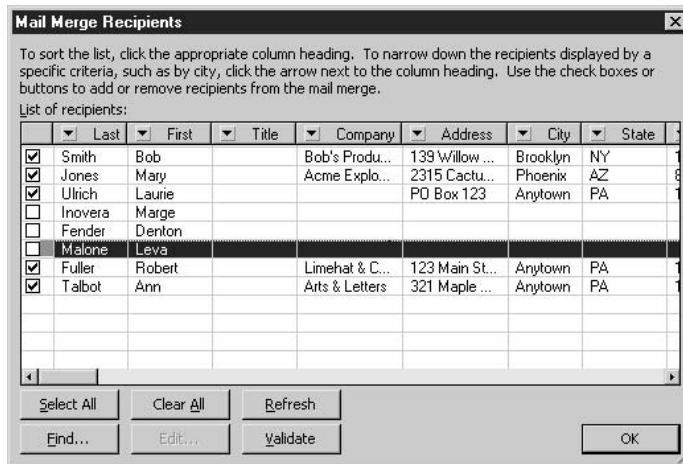 Mail Merge Recipients
To sort the list, click the appropriate column heading. To narrow down the recipients displayed by a
specific criteria, such as by city, click the arrow next to the column heading. Use the check boxes or
buttons to add or remove recipients from the mail merge.
List of recipients:
Last First Title Company Address City State
Smith Bob Bob's Produ... 139 Willow ... Brooklyn NY 1
Jones Mary Acme Explo... 2315 Cactu... Phoenix AZ 8
Ulrich Laurie PO Box 123 Anytown PA 1
Inovera Marge
Fender Denton
Malone Leva
Fuller Robert Limehat & C... 123 Main St... Anytown PA 1
Talbot Ann Arts & Letters 321 Maple ... Anytown PA 1
Select All Clear All Refresh
Find... Edit... Validate OK